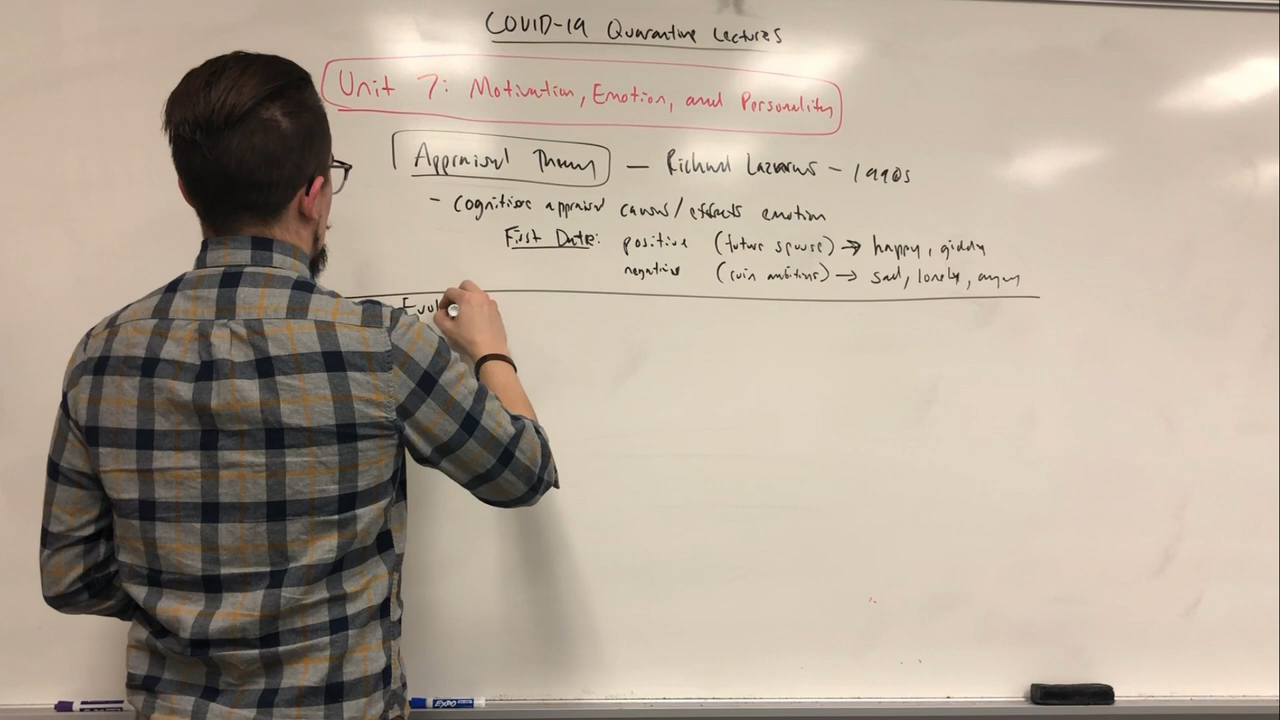 COVID-19 Quarantine Lectures
Unit 7: Motivation, Emotion, and Personality
Appraisal Theory — Richard Lazarus - 1990s
- cognitive appraisal causes/effects emotion
First Date: positive (future spouse) → happy, giddy
negative (ruin ambitions) → sad, lonely, angry
Evol
EXPO